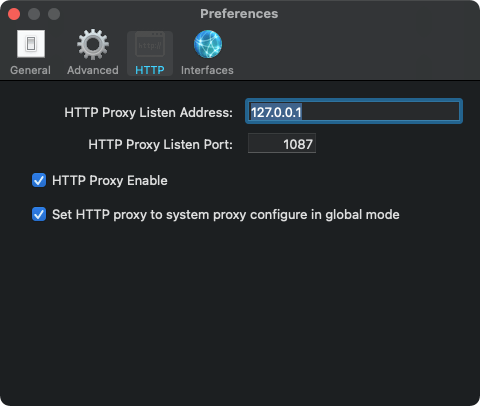 Preferences
General
Advanced
HTTP
Interfaces
HTTP Proxy Listen Address: 127.0.0.1
HTTP Proxy Listen Port: 1087
HTTP Proxy Enable
Set HTTP proxy to system proxy configure in global mode